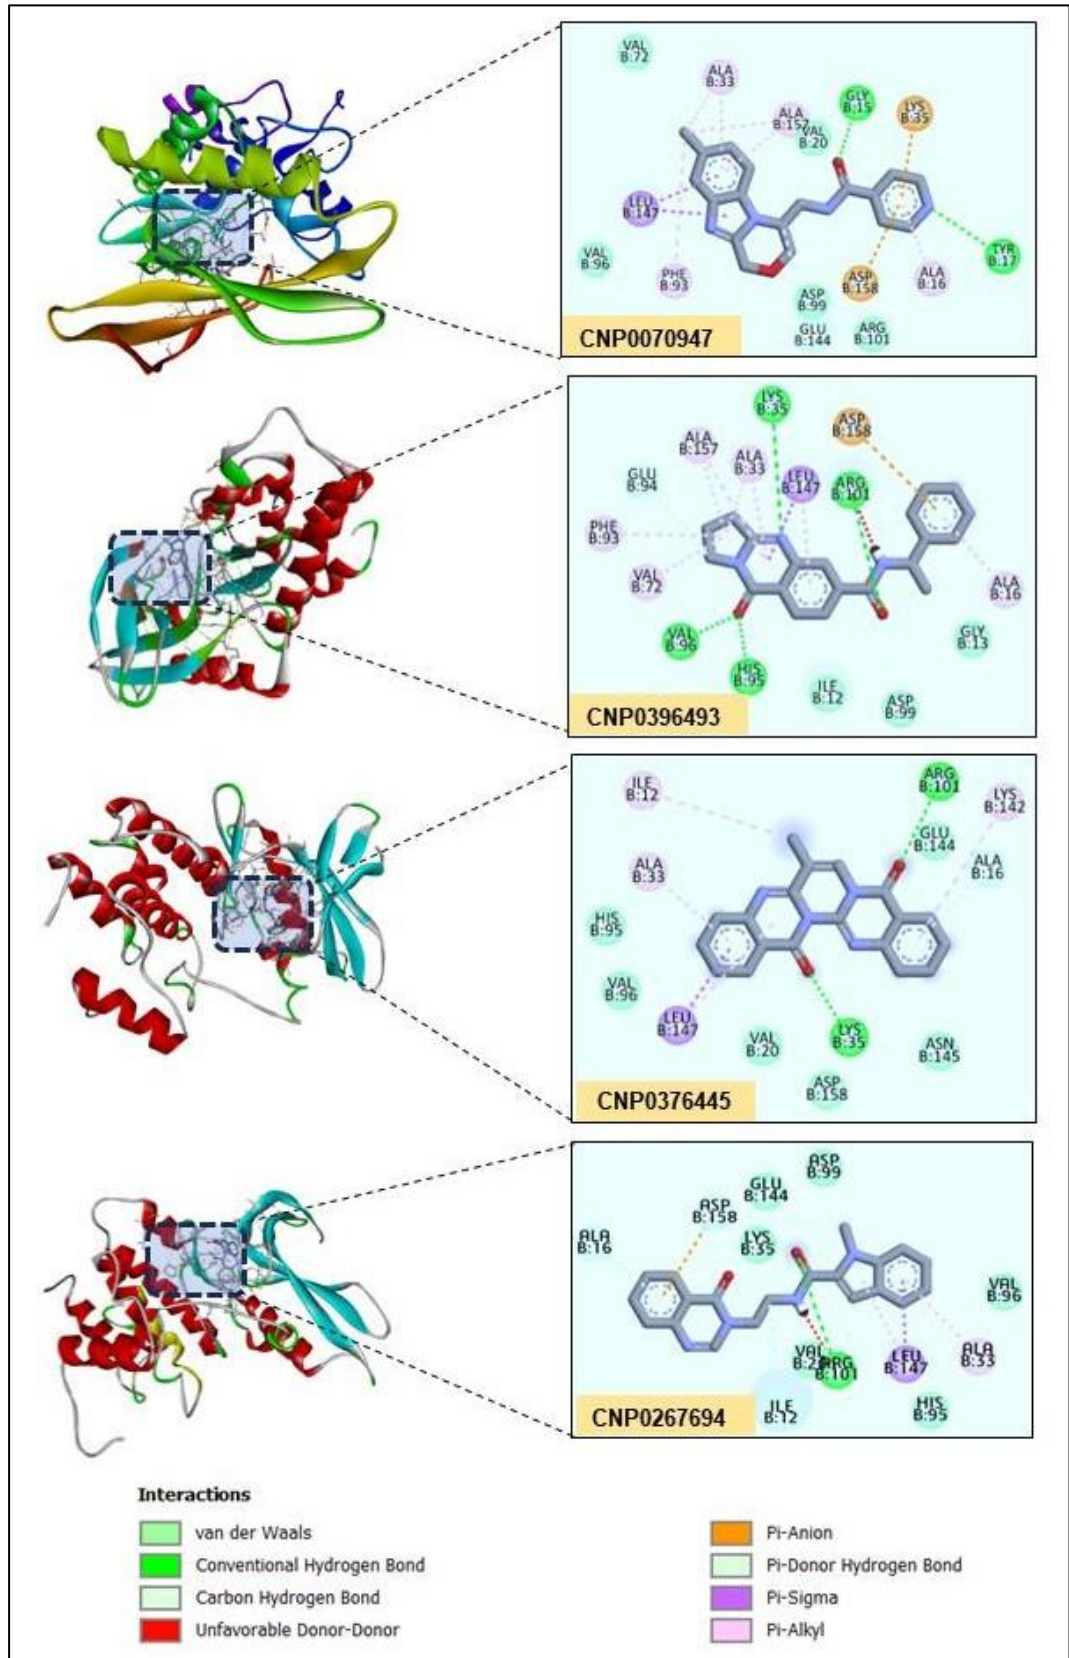 VAL
B:72
ALA
B:33
GLY
B:15
LYS
B:35
ALA
B:157
VAL
B:20
LEU
B:147
VAL
B:96
PHE
B:93
TYR
B:17
ASP
B:158
ALA
B:16
ASP
B:99
GLU
B:144
ARG
B:101
CNP0070947
LYS
B:35
ASP
B:158
ALA
B:157
ALA
B:33
GLU
B:94
LEU
B:147
ARG
B:101
PHE
B:93
VAL
B:72
ALA
B:16
VAL
B:96
HIS
B:95
GLY
B:13
ILE
B:12
ASP
B:99
CNP0396493
ILE
B:12
ARG
B:101
LYS
B:142
GLU
B:144
ALA
B:33
ALA
B:16
HIS
B:95
VAL
B:96
LEU
B:147
VAL
B:20
LYS
B:35
ASN
B:145
ASP
B:158
CNP0376445
ASP
B:99
GLU
B:144
ASP
B:158
ALA
B:16
LYS
B:35
VAL
B:96
VAL
ARG
B:101
LEU
B:147
ALA
B:33
ILE
B:12
HIS
B:95
CNP0267694
Interactions
van der Waals
Conventional Hydrogen Bond
Carbon Hydrogen Bond
Unfavorable Donor-Donor
Pi-Anion
Pi-Donor Hydrogen Bond
Pi-Sigma
Pi-Alkyl